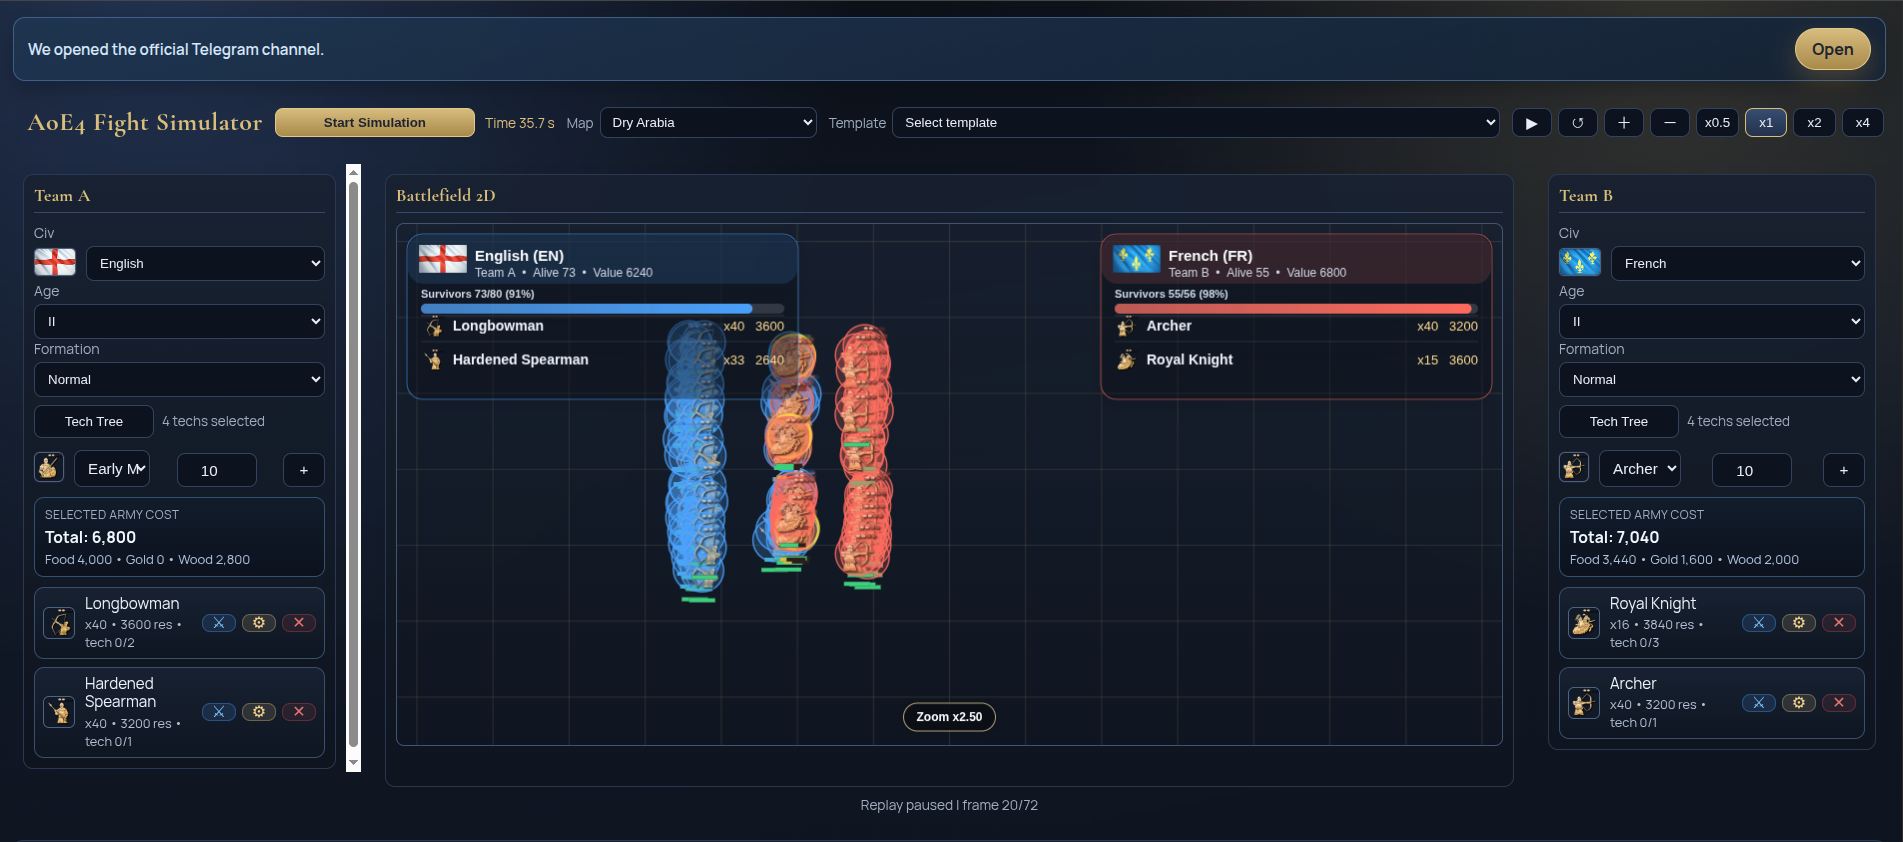 We opened the official Telegram channel.
Open
AoE4 Fight Simulator
Start Simulation
Time 35.7 s
Map
Dry Arabia
Template
Select template
▶
↺
+
−
x0.5
x1
x2
x4
Team A
Civ
English
Age
II
Formation
Normal
Tech Tree
4 techs selected
Early M
10
+
SELECTED ARMY COST
Total: 6,800
Food 4,000 • Gold 0 • Wood 2,800
Longbowman
x40 • 3600 res •
tech 0/2
Hardened
Spearman
x40 • 3200 res •
tech 0/1
Battlefield 2D
English (EN)
Team A • Alive 73 • Value 6240
Survivors 73/80 (91%)
Longbowman x40 3600
Hardened Spearman x33 2640
French (FR)
Team B • Alive 55 • Value 6800
Survivors 55/56 (98%)
Archer x40 3200
Royal Knight x15 3600
Zoom x2.50
Replay paused | frame 20/72
Team B
Civ
French
Age
II
Formation
Normal
Tech Tree
4 techs selected
Archer
10
+
SELECTED ARMY COST
Total: 7,040
Food 3,440 • Gold 1,600 • Wood 2,000
Royal Knight
x16 • 3840 res •
tech 0/3
Archer
x40 • 3200 res •
tech 0/1